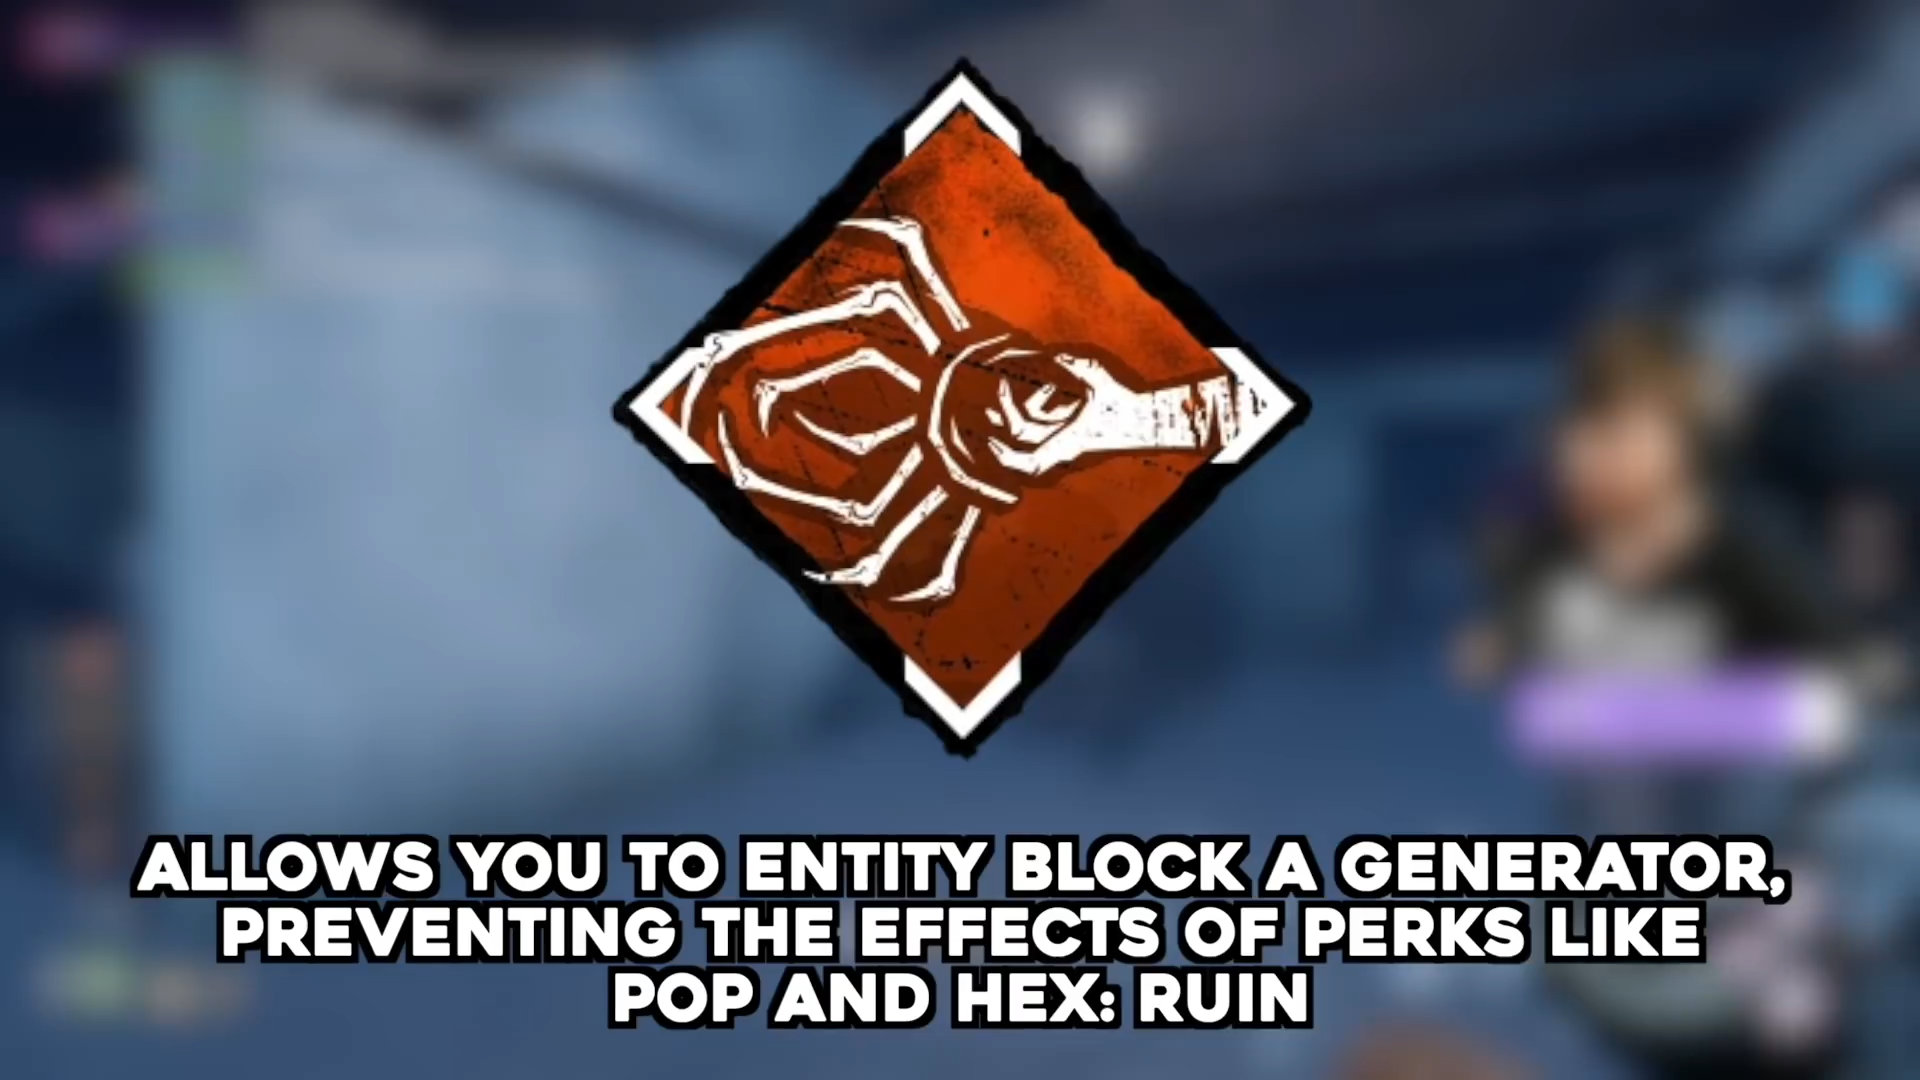 ALLOWS YOU TO ENTITY BLOCK A GENERATOR,
PREVENTING THE EFFECTS OF PERKS LIKE
POP AND HEX: RUIN